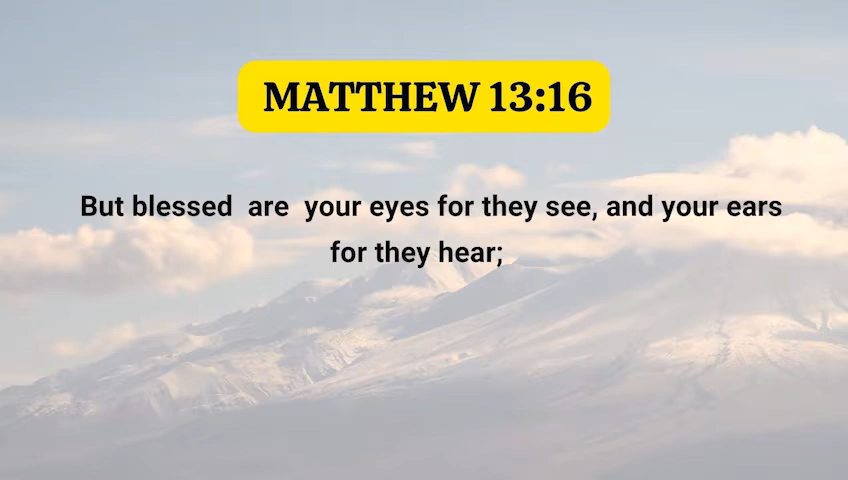 MATTHEW 13:16
But blessed are your eyes for they see, and your ears
for they hear;